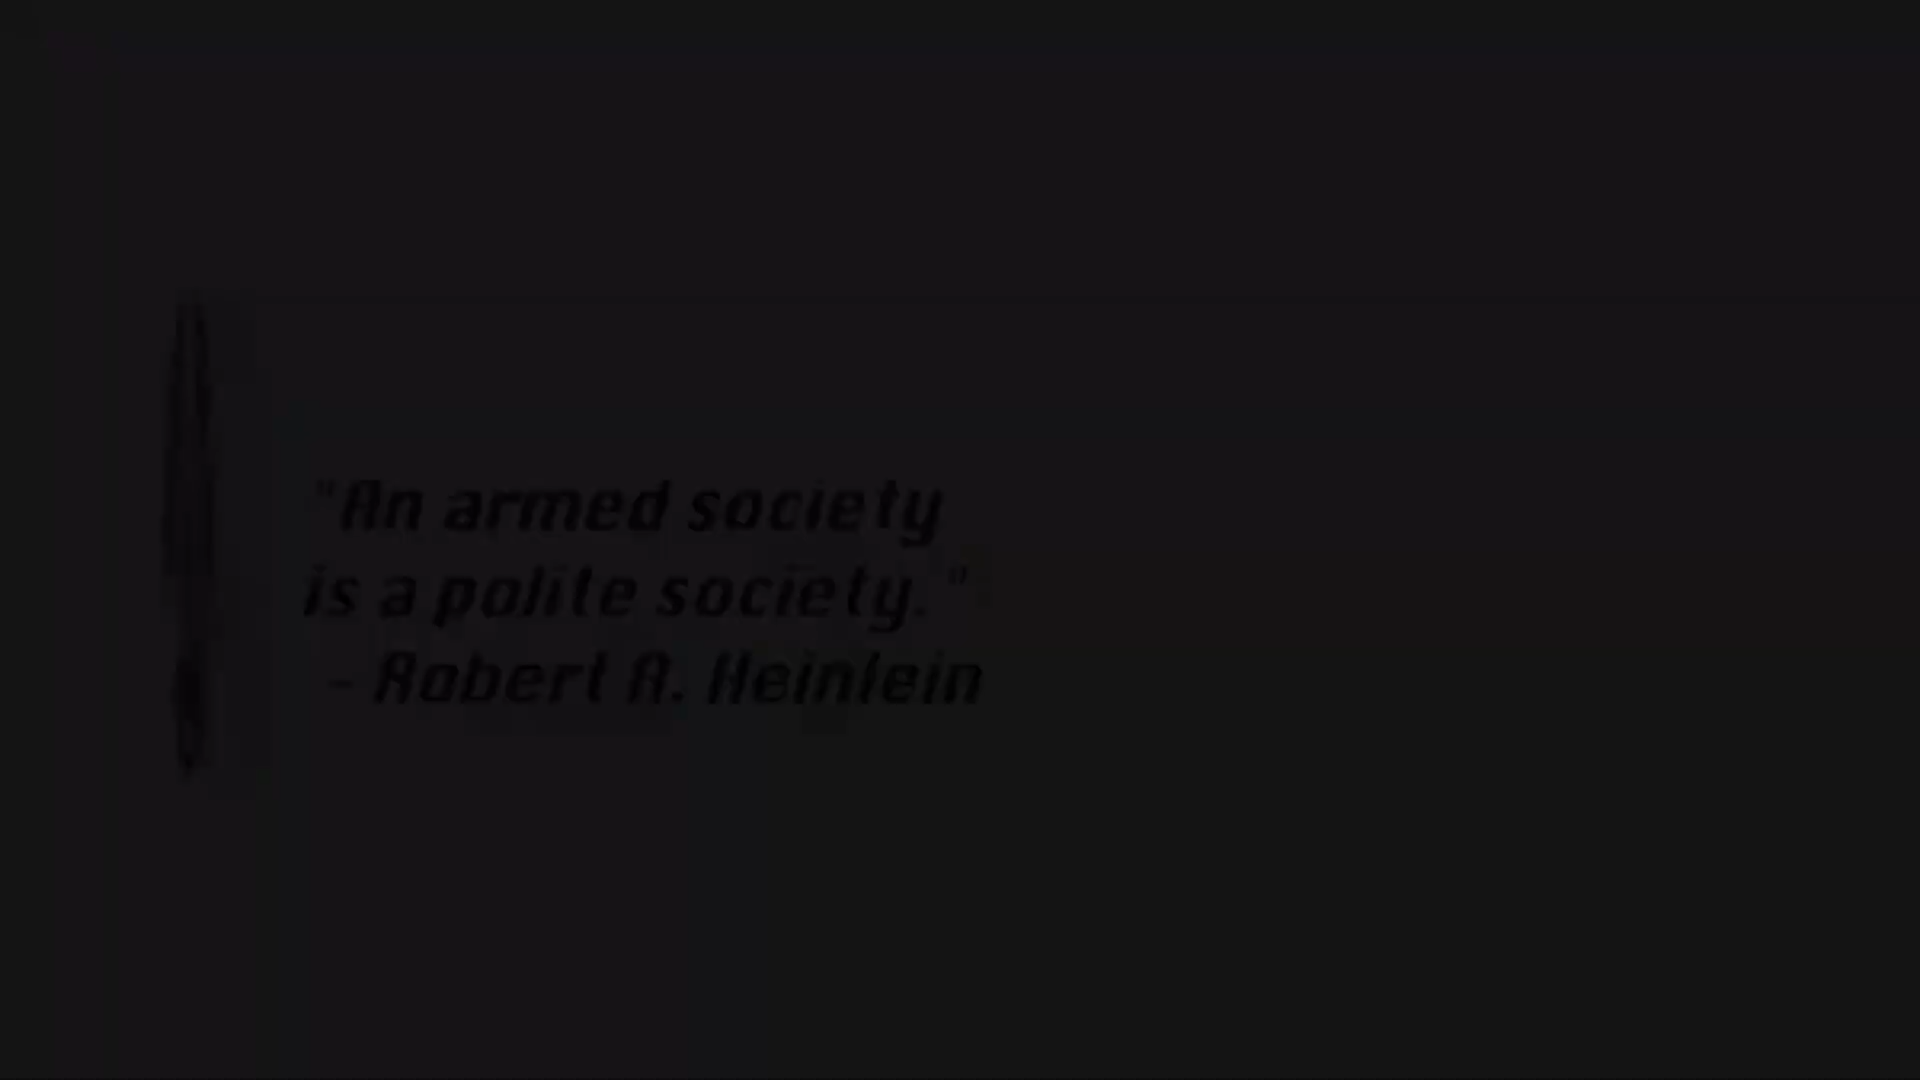 "An armed society
is a polite society."
- Robert A. Heinlein